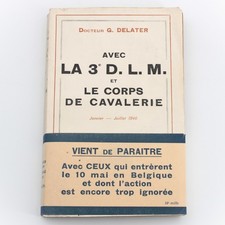 DOCTEUR G. DELATER
AVEC
LA 3e D. L. M.
ET
LE CORPS
DE CAVALERIE
Janvier — Juillet 1940
VIENT DE PARAITRE
Avec CEUX qui entrèrent
le 10 mai en Belgique
et dont l'action
est encore trop ignorée